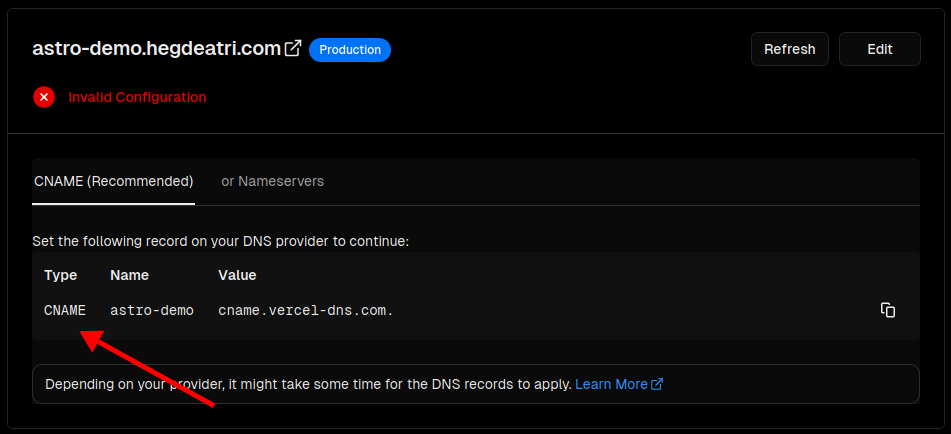 astro-demo.hegdeatri.com Production Refresh Edit
Invalid Configuration
CNAME (Recommended) or Nameservers
Set the following record on your DNS provider to continue:
Type Name Value
CNAME astro-demo cname.vercel-dns.com.
Depending on your provider, it might take some time for the DNS records to apply. Learn More